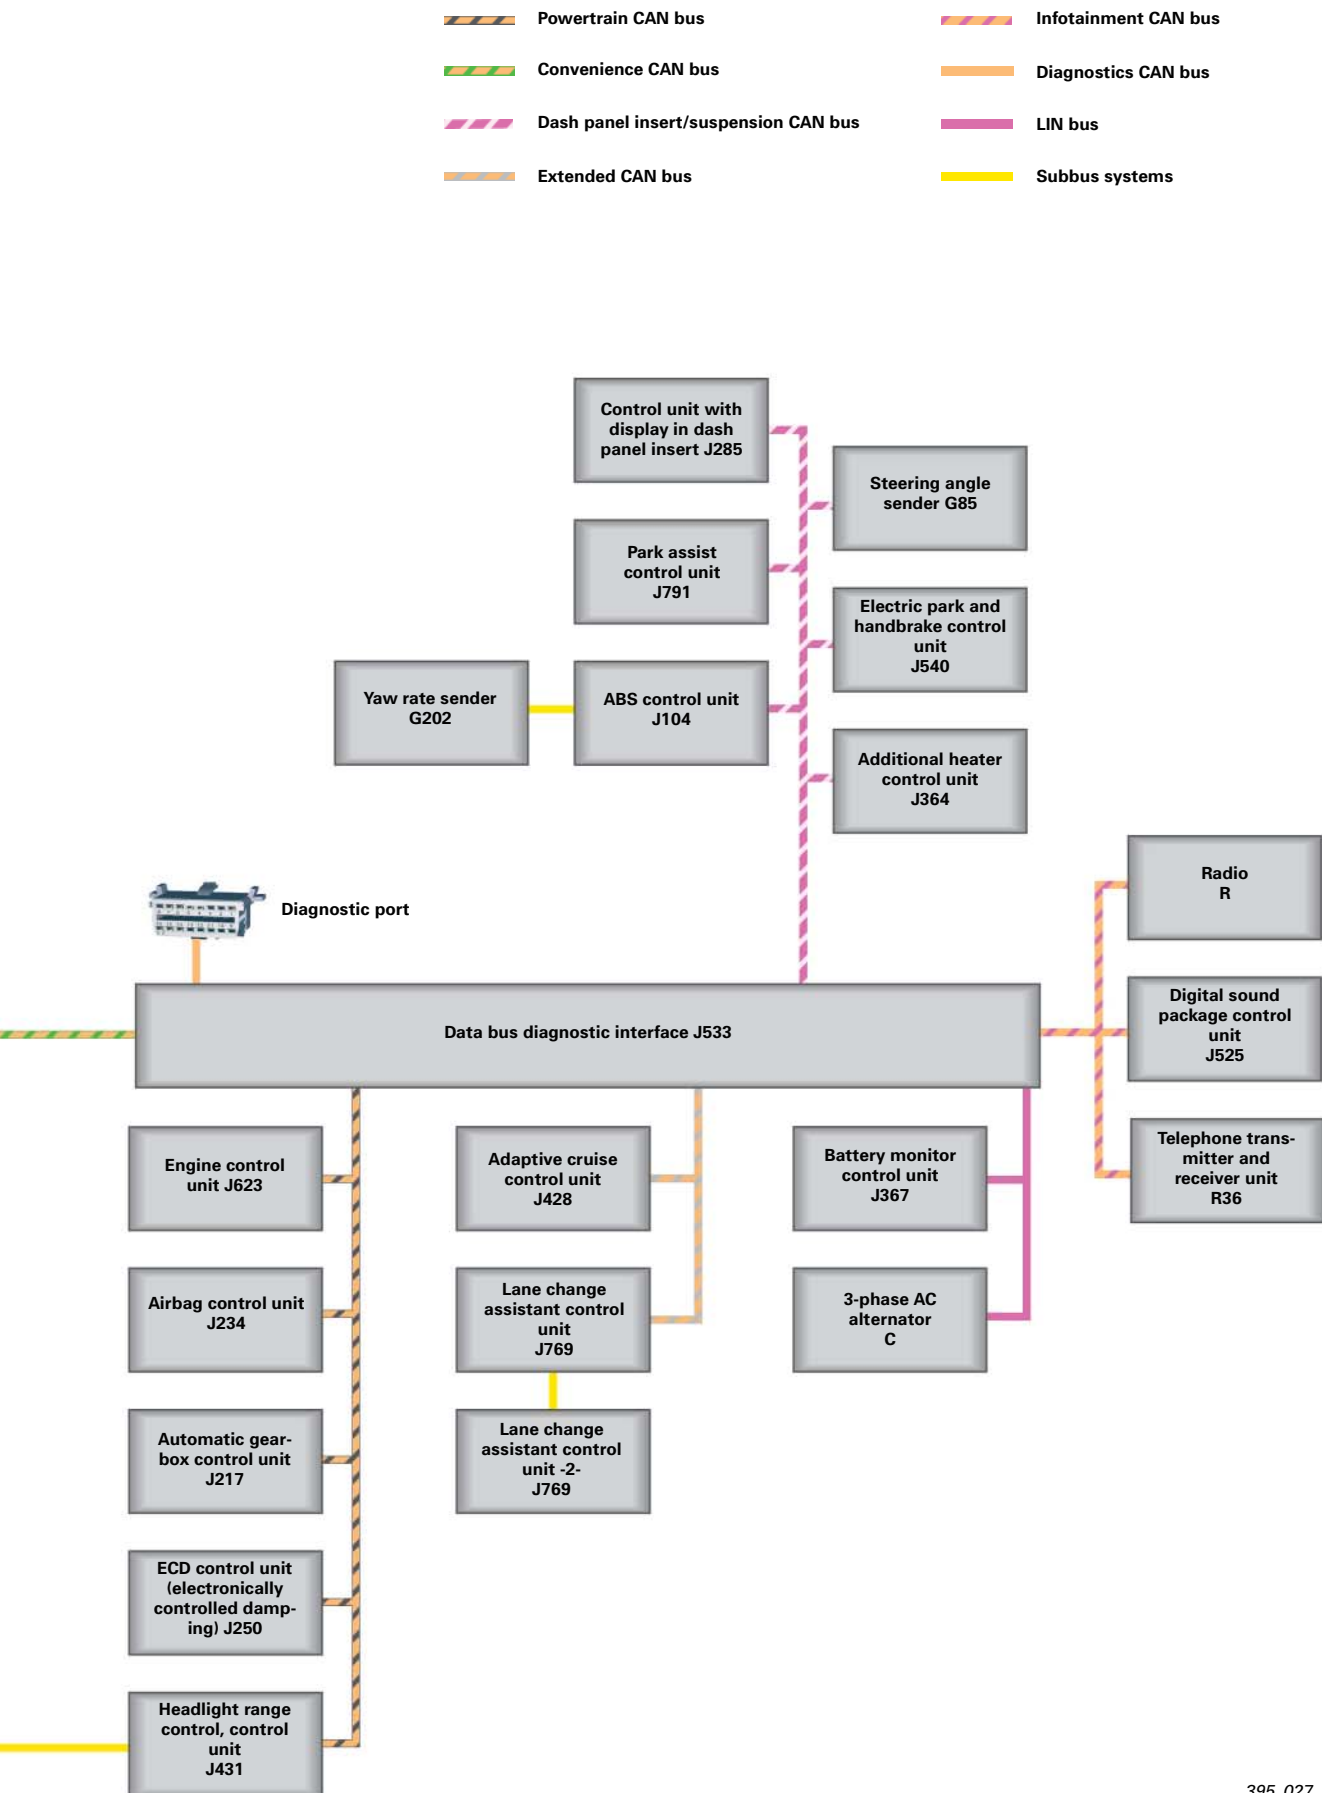 Powertrain CAN bus
Infotainment CAN bus
Convenience CAN bus
Diagnostics CAN bus
Dash panel insert/suspension CAN bus
LIN bus
Extended CAN bus
Subbus systems
Control unit with
display in dash
panel insert J285
Steering angle
sender G85
Park assist
control unit
J791
Electric park and
handbrake control
unit
J540
Yaw rate sender
G202
ABS control unit
J104
Additional heater
control unit
J364
Radio
R
Diagnostic port
Digital sound
package control
unit
J525
Data bus diagnostic interface J533
Telephone trans-
mitter and
receiver unit
R36
Engine control
unit J623
Adaptive cruise
control unit
J428
Battery monitor
control unit
J367
Airbag control unit
J234
Lane change
assistant control
unit
J769
3-phase AC
alternator
C
Automatic gear-
box control unit
J217
Lane change
assistant control
unit -2-
J769
ECD control unit
(electronically
controlled damp-
ing) J250
Headlight range
control, control
unit
J431
395_027